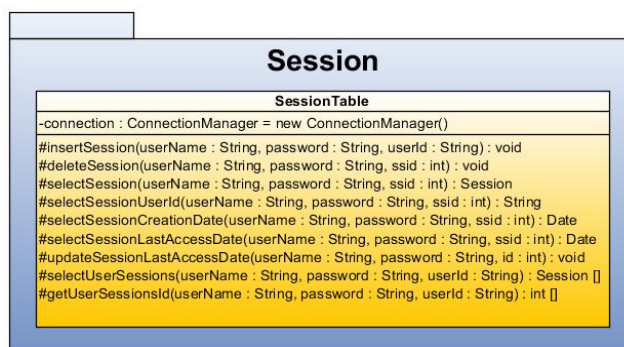 Session
SessionTable
-connection : ConnectionManager = new ConnectionManager()
#insertSession(userName : String, password : String, userId : String) : void
#deleteSession(userName : String, password : String, ssid : int) : void
#selectSession(userName : String, password : String, ssid : int) : Session
#selectSessionUserId(userName : String, password : String, ssid : int) : String
#selectSessionCreationDate(userName : String, password : String, ssid : int) : Date
#selectSessionLastAccessDate(userName : String, password : String, ssid : int) : Date
#updateSessionLastAccessDate(userName : String, password : String, id : int) : void
#selectUserSessions(userName : String, password : String, userId : String) : Session []
#getUserSessionsId(userName : String, password : String, userId : String) : int []